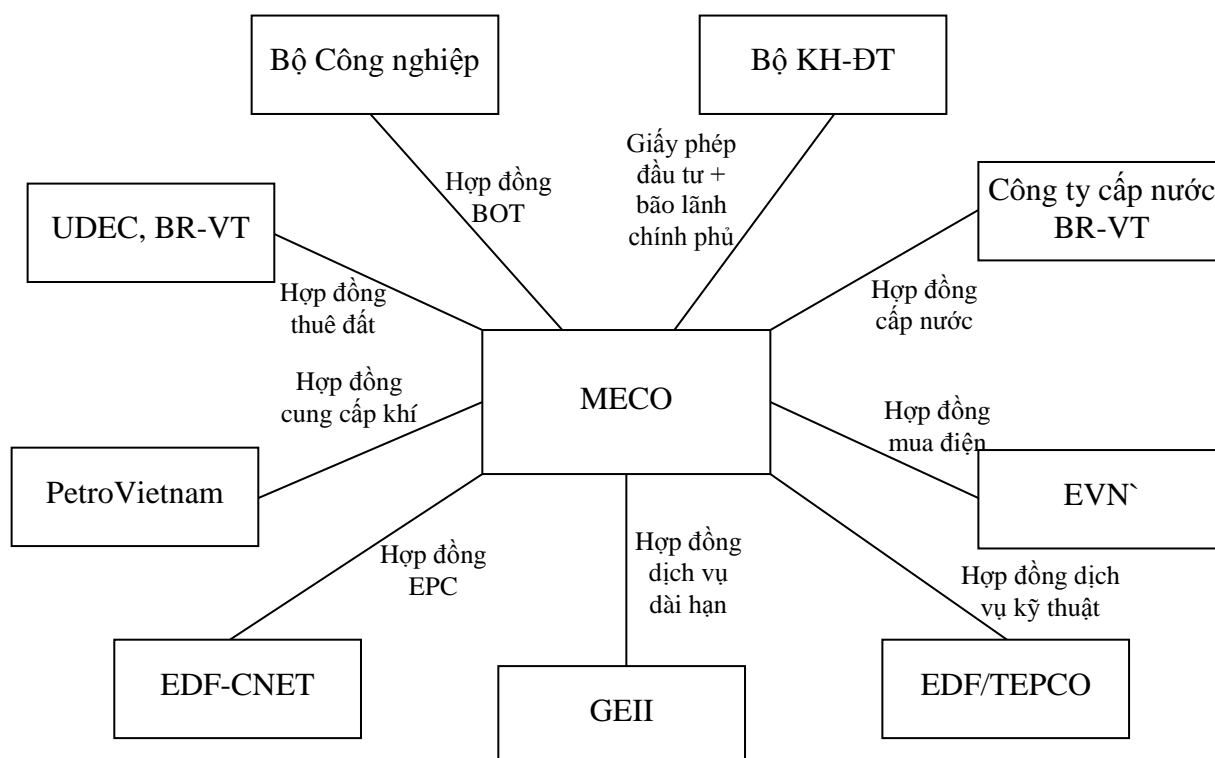 Bộ Công nghiệp
Bộ KH-ĐT
Giấy phép
đầu tư +
bão lãnh
chính phủ
Hợp đồng
BOT
Công ty cấp nước
BR-VT
UDEC, BR-VT
Hợp đồng
thuê đất
Hợp đồng
cấp nước
MECO
Hợp đồng
cung cấp khí
Hợp đồng
mua điện
PetroVietnam
EVN`
Hợp đồng
EPC
Hợp đồng
dịch vụ
dài hạn
Hợp đồng dịch
vụ kỹ thuật
EDF-CNET
GEII
EDF/TEPCO